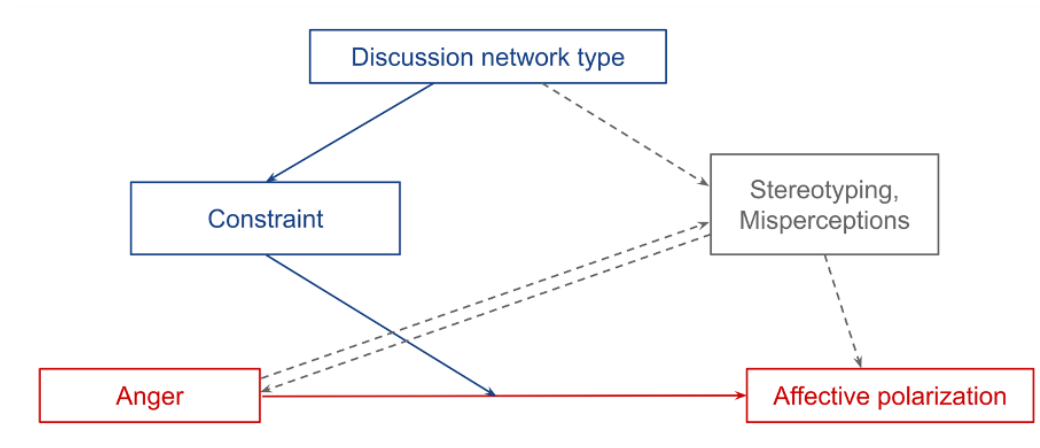 Discussion network type
Stereotyping,
Misperceptions
Constraint
Anger
Affective polarization